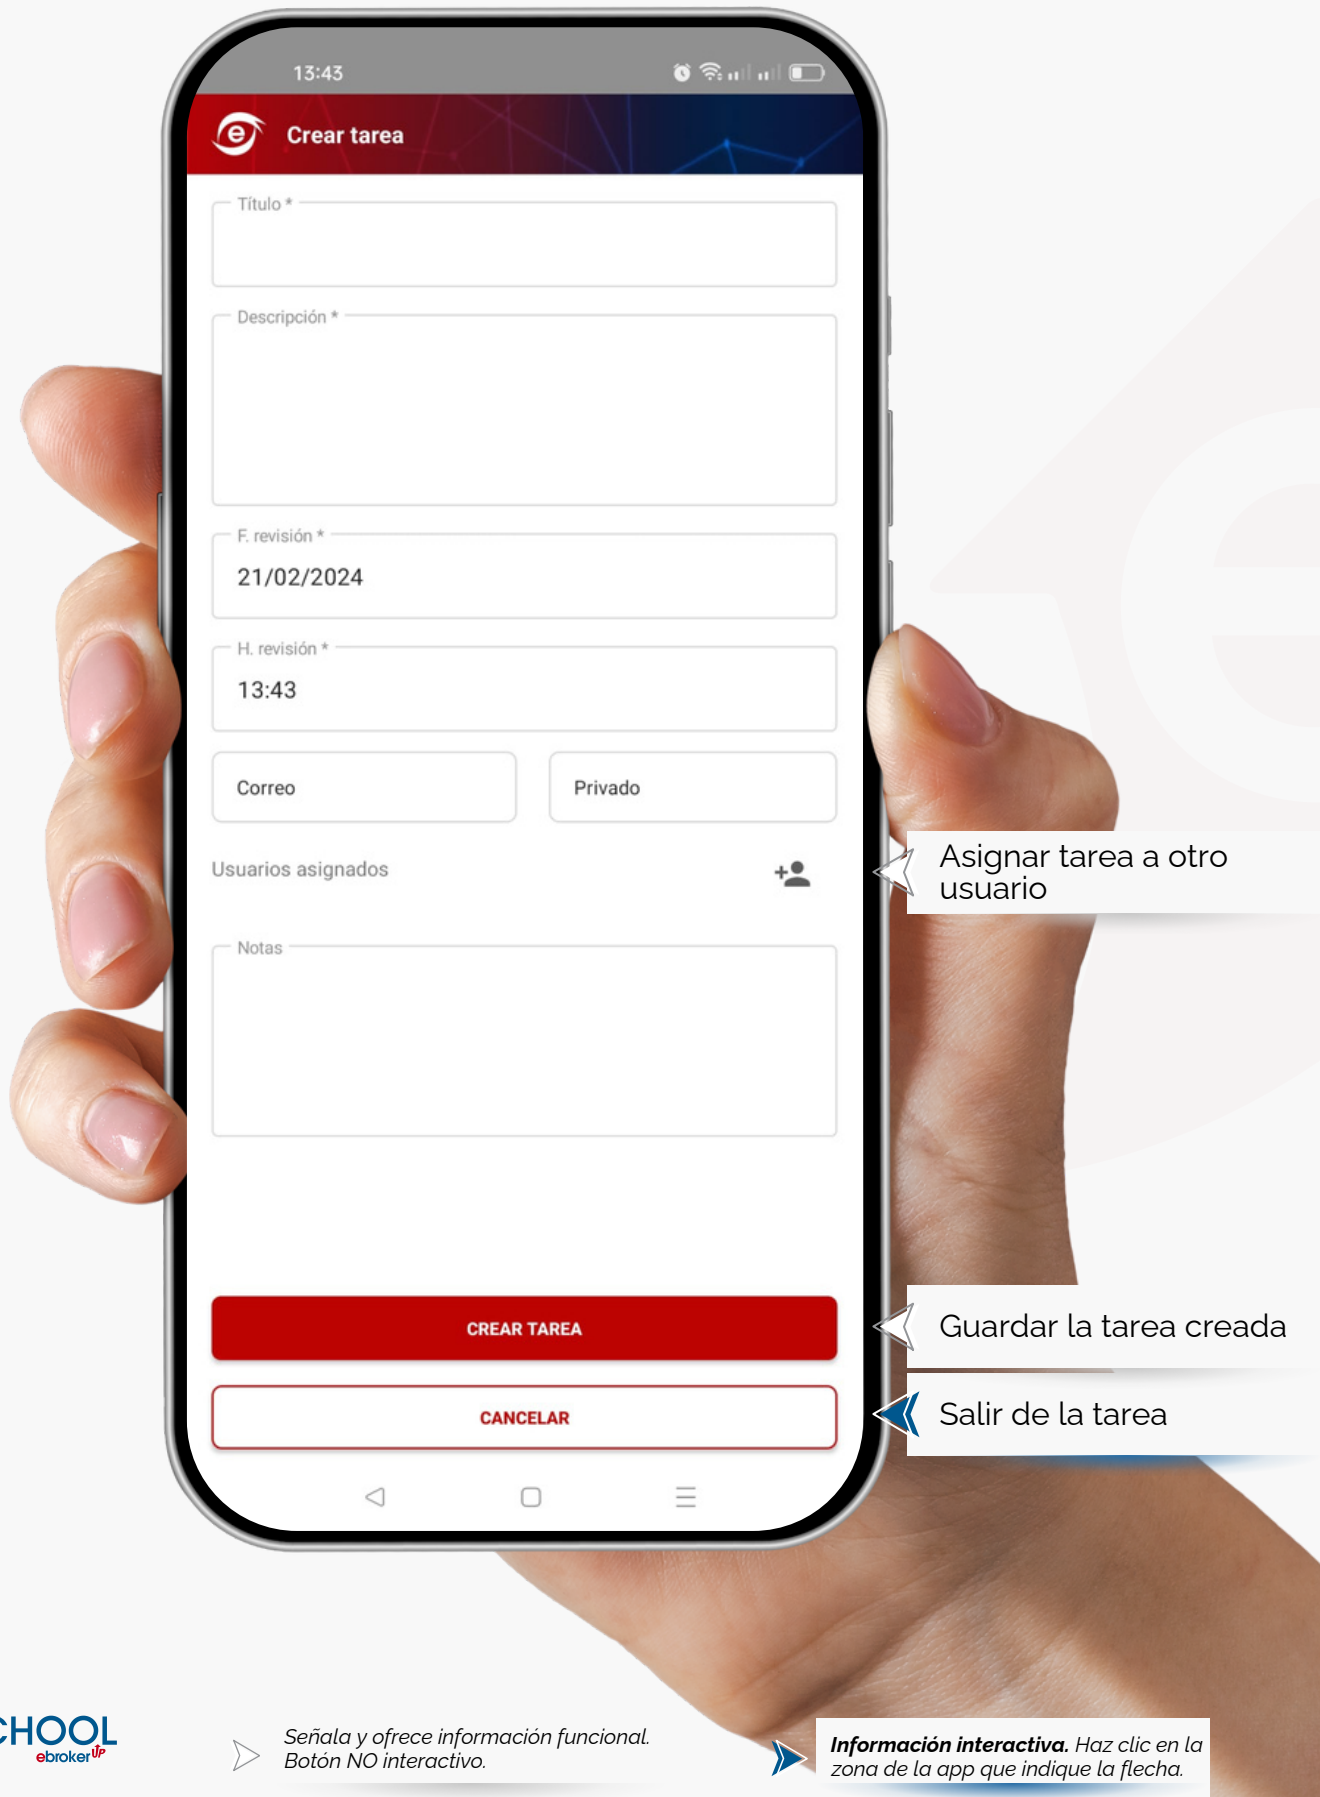 13:43
e Crear tarea
Título *
Descripción *
F. revisión *
21/02/2024
H. revisión *
13:43
Correo
Privado
Usuarios asignados
Asignar tarea a otro
usuario
Notas
CREAR TAREA
Guardar la tarea creada
CANCELAR
Salir de la tarea
CHOOL
ebroker UP
Señala y ofrece información funcional.
Botón NO interactivo.
Información interactiva. Haz clic en la
zona de la app que indique la flecha.